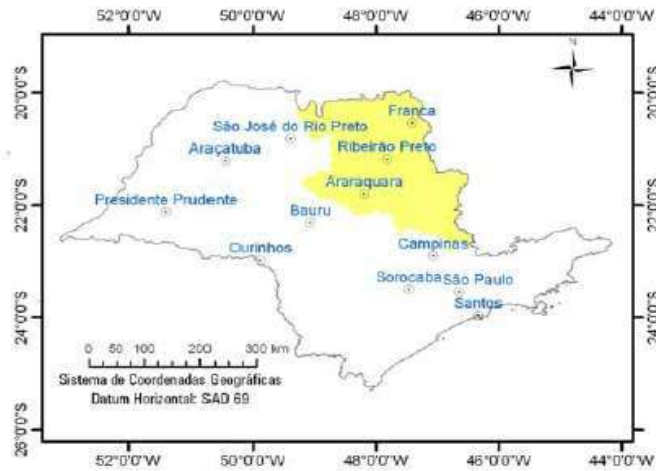 52°0'0"W 50°0'0"W 48°0'0"W 46°0'0"W 44°0'0"W
20°0'0"S 20°0'0"S
Franca
São José do Rio Preto
Ribeirão Preto
Araçatuba
Araraquara
Presidente Prudente
22°0'0"S 22°0'0"S
Bauru
Ourinhos
Campinas
Sorocaba São Paulo
Santos
24°0'0"S 24°0'0"S
0 50 100 200 300 km
Sistema de Coordenadas Geográficas
Datum Horizontal: SAD 69
26°0'0"S 26°0'0"S
52°0'0"W 50°0'0"W 48°0'0"W 46°0'0"W 44°0'0"W